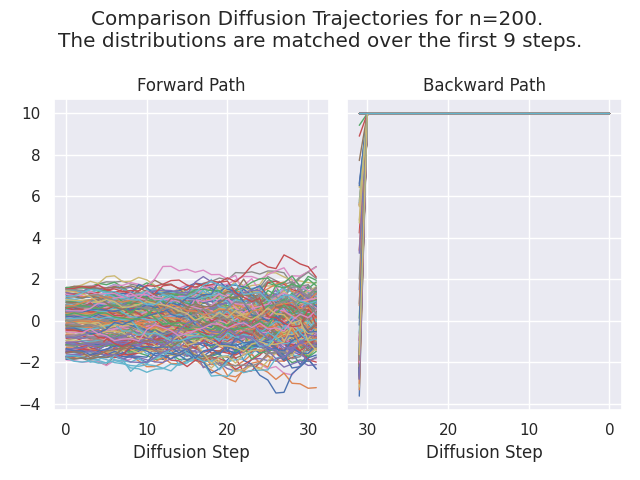 Comparison Diffusion Trajectories for n=200.
The distributions are matched over the first 9 steps.
Forward Path
Backward Path
10
8
6
4
2
0
−2
−4
0 10 20 30
30 20 10 0
Diffusion Step
Diffusion Step